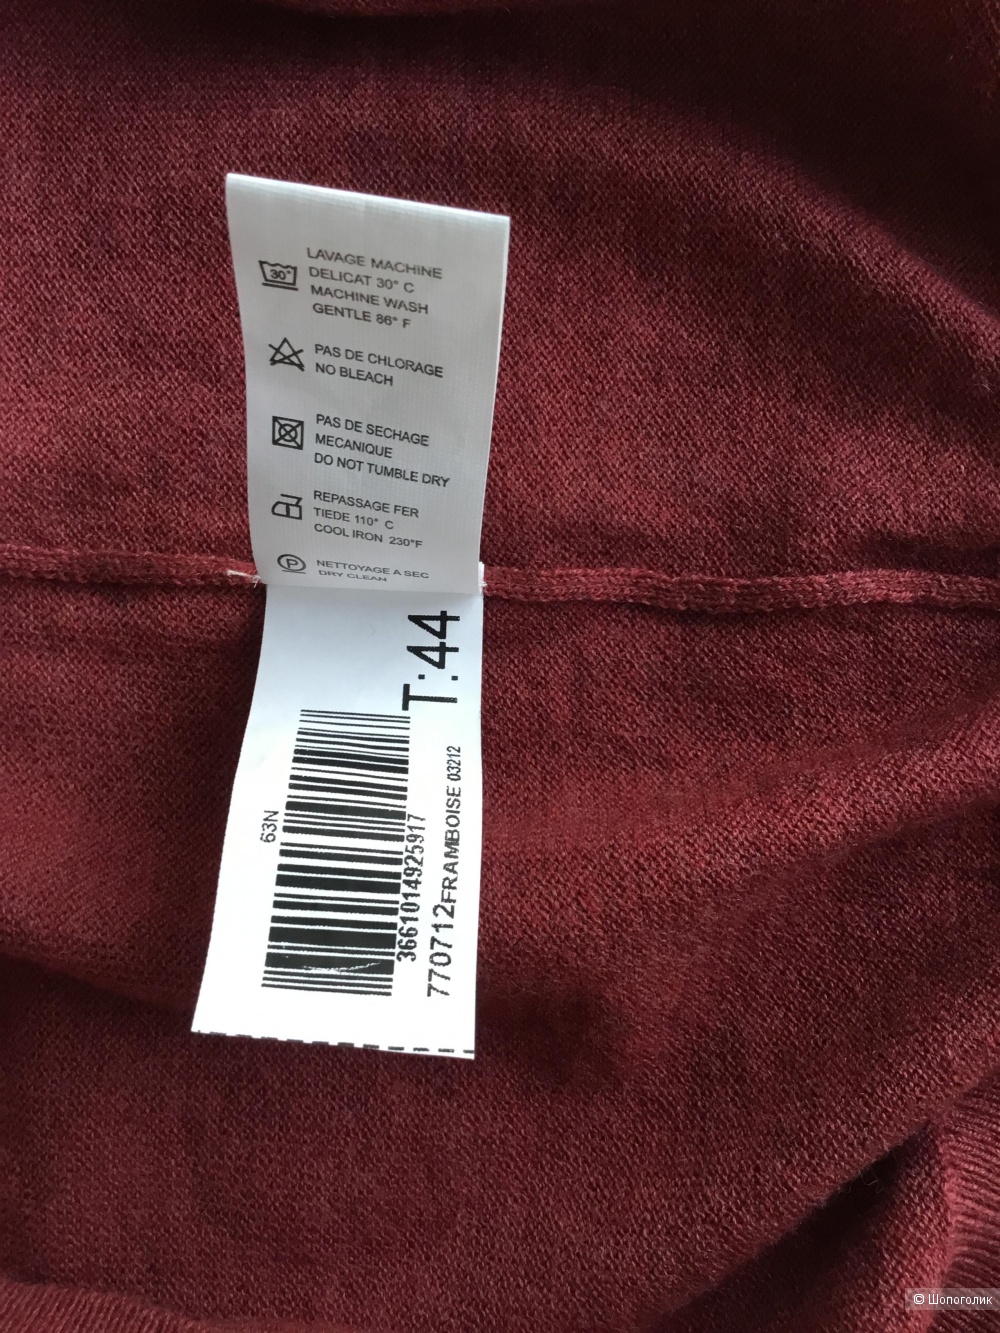 30°
LAVAGE MACHINE
DELICAT 30° C
MACHINE WASH
GENTLE 86° F
PAS DE CHLORAGE
NO BLEACH
PAS DE SECHAGE
MECANIQUE
DO NOT TUMBLE DRY
REPASSAGE FER
TIEDE 110° C
COOL IRON 230°F
P
NETTOYAGE A SEC
DRY CLEAN
T:44
63N
3661014925917
770712FRAMBOISE 03212
© Шопоголик